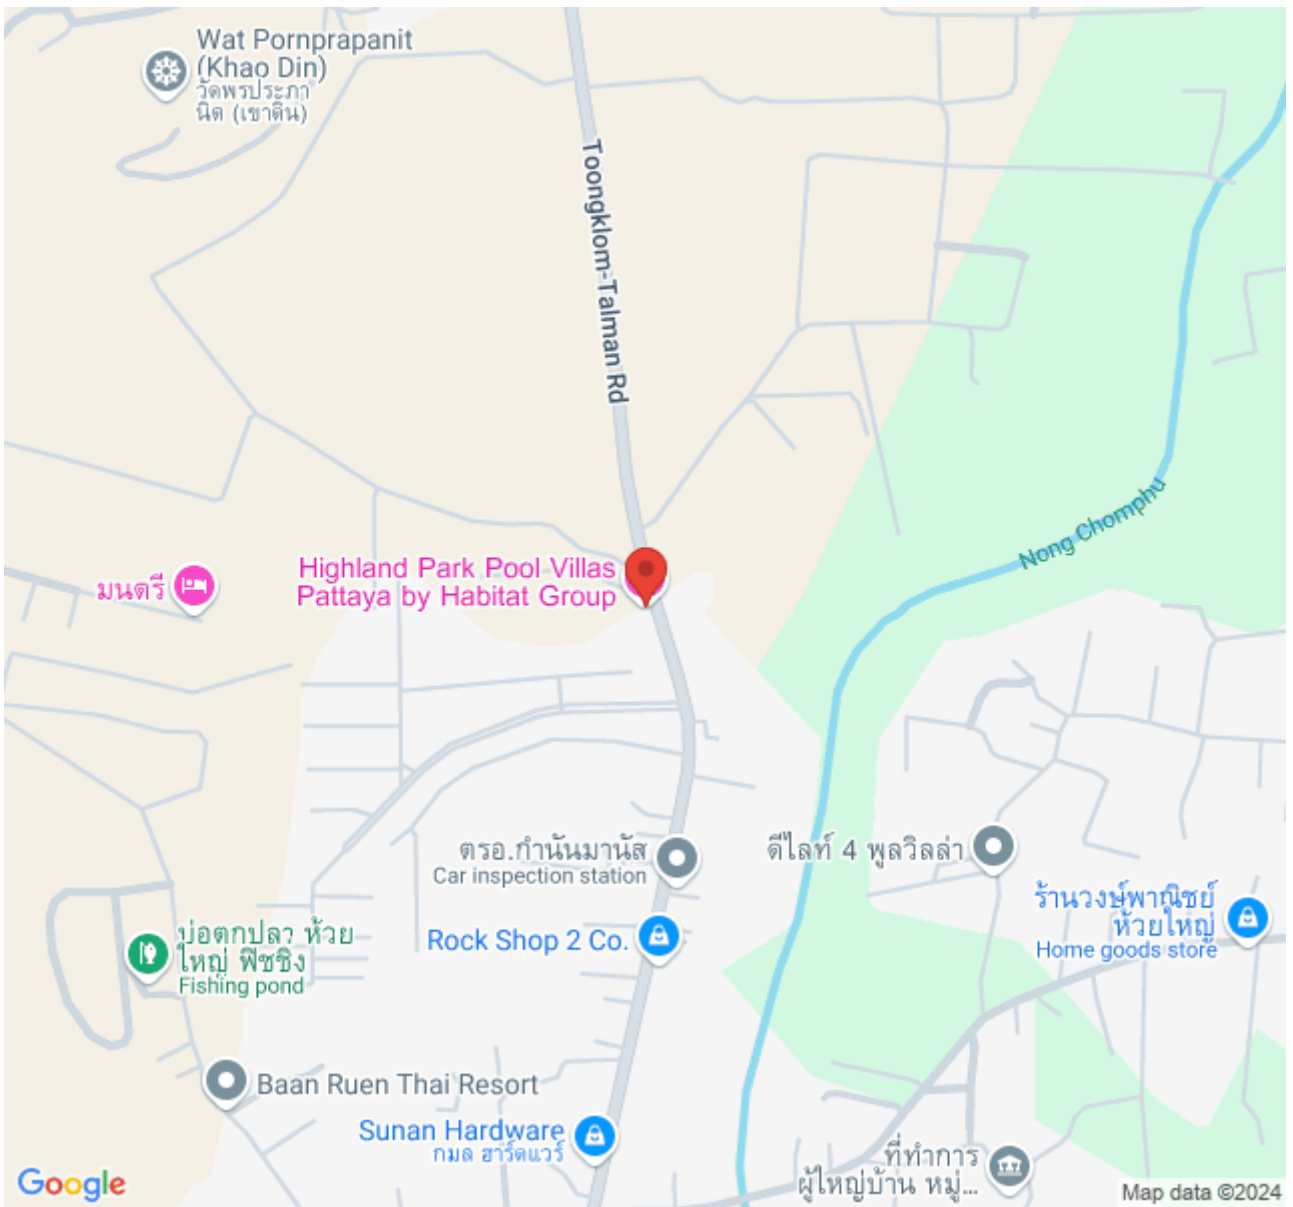 Wat Pornprapanit
(Khao Din)
วัดพรประภา
นิต (เขาดิน)
Toongklom-Talman Rd
Nong Chomphu
Highland Park Pool Villas
Pattaya by Habitat Group
มนตรี
ตรอ.กำนันมานัส
Car inspection station
ดีไลท์ 4 พูลวิลล่า
ร้านวงษ์พาณิชย์
ห้วยใหญ่
Home goods store
Rock Shop 2 Co.
บ่อตกปลา ห้วย
ใหญ่ ฟิชชิง
Fishing pond
Baan Ruen Thai Resort
Sunan Hardware
กมล ฮาร์ดแวร์
ที่ทำการ
ผู้ใหญ่บ้าน หมู่...
Google
Map data ©2024